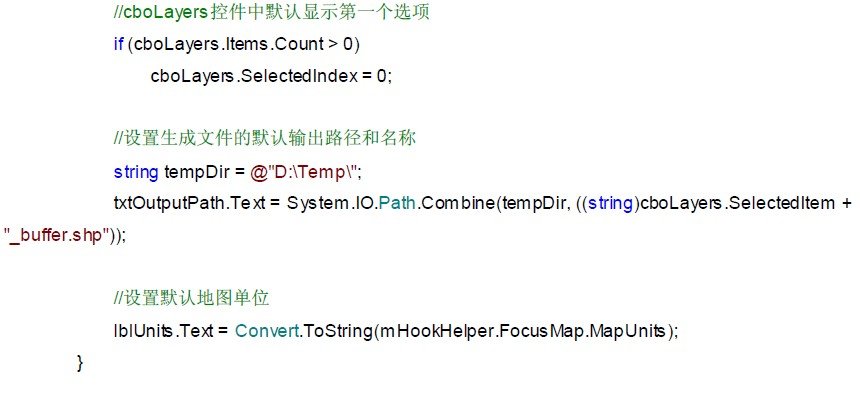 //cboLayers控件中默认显示第一个选项
if (cboLayers.Items.Count > 0)
cboLayers.SelectedIndex = 0;
//设置生成文件的默认输出路径和名称
string tempDir = @"D:\Temp\";
txtOutputPath.Text = System.IO.Path.Combine(tempDir, ((string)cboLayers.SelectedItem +
"_buffer.shp"));
//设置默认地图单位
lblUnits.Text = Convert.ToString(mHookHelper.FocusMap.MapUnits);
}